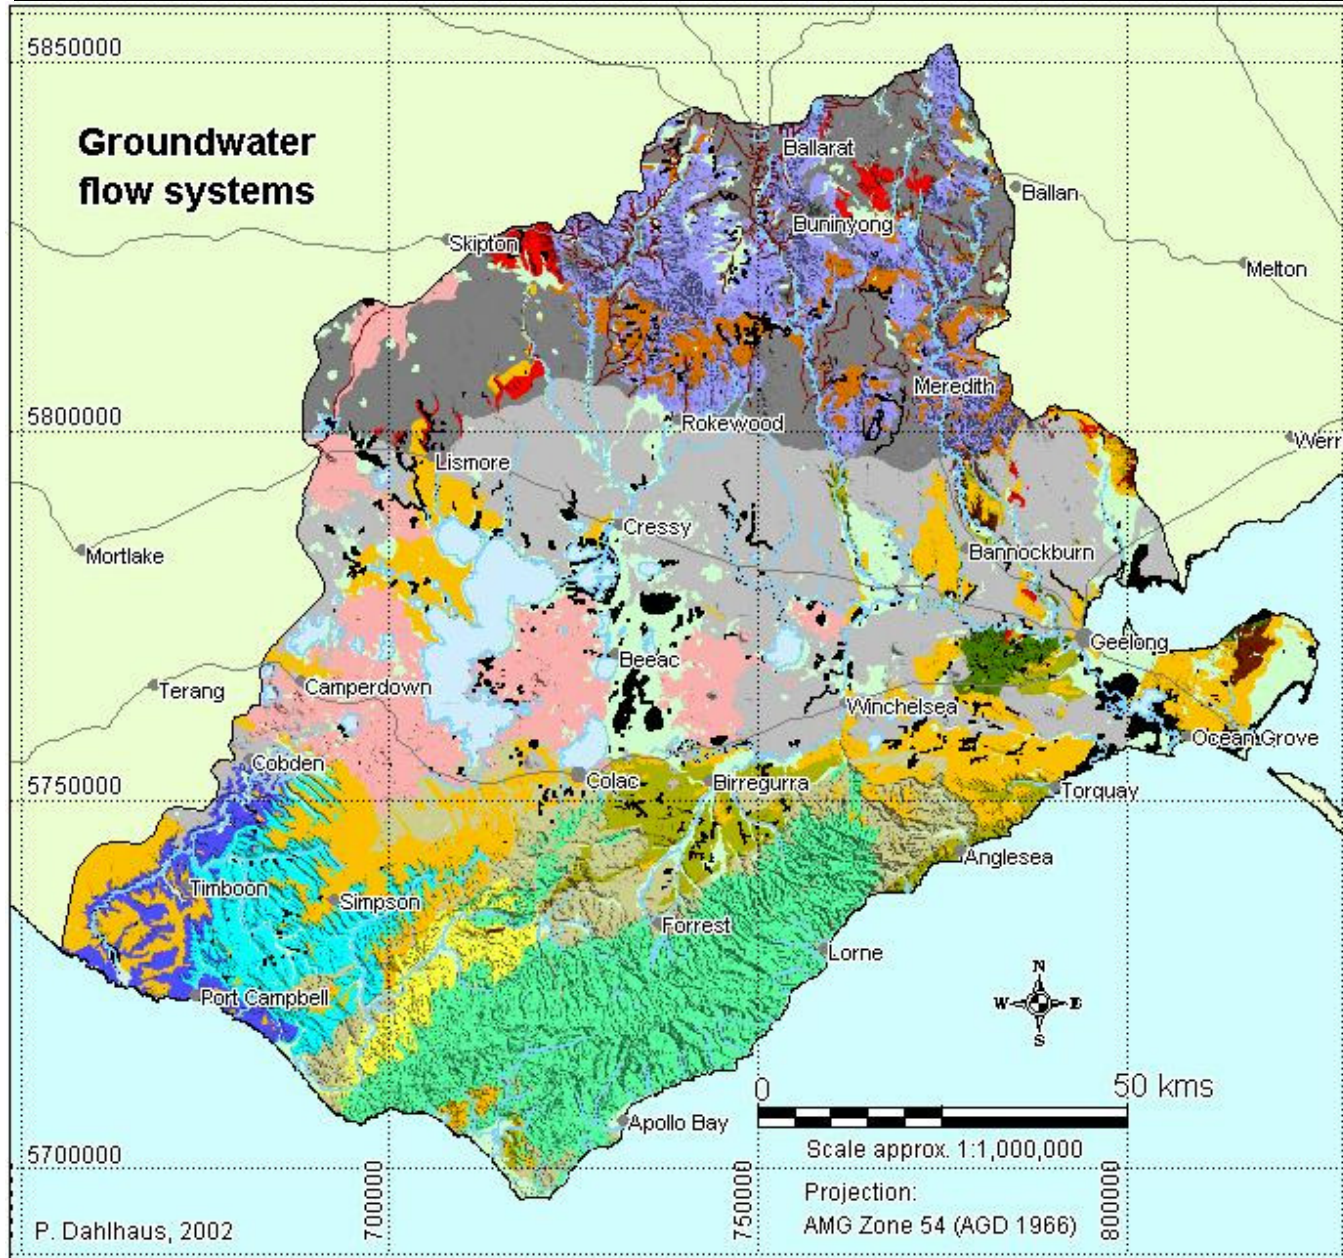 5850000
Groundwater
flow systems
Ballarat
Ballan
Buninyong
Skipton
Melton
Meredith
5800000
Rokewood
Werr
Lismore
Cressy
Mortlake
Bannockburn
Geelong
Beeac
Terang
Camperdown
Winchelsea
Ocean Grove
Cobden
Colac
Birregurra
5750000
Torquay
Anglesea
Timboon
Simpson
Forrest
Lorne
N
Port Campbell
W E
S
0 50 kms
Apollo Bay
Scale approx. 1:1,000,000
5700000
700000
750000
800000
Projection:
AMG Zone 54 (AGD 1966)
P. Dahlhaus, 2002